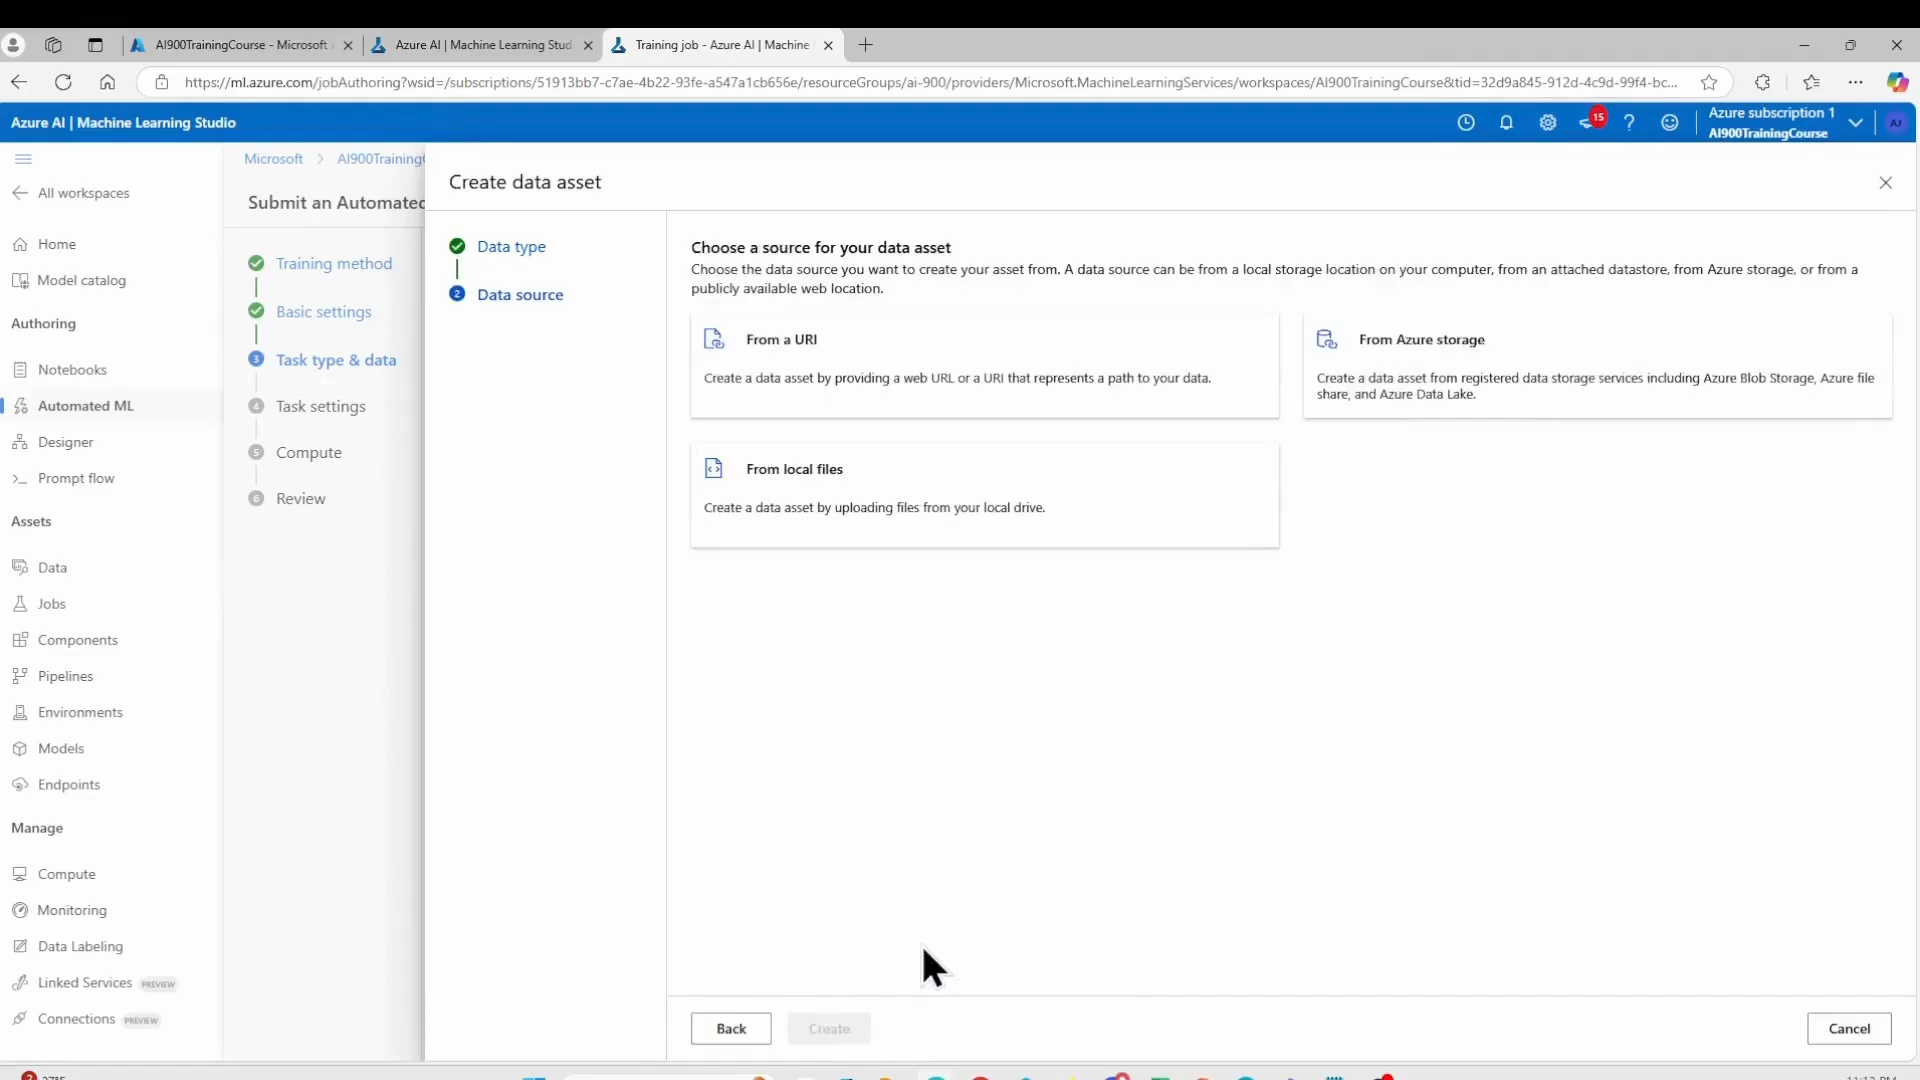 AI900TrainingCourse - Microsoft
Azure AI | Machine Learning Stud
Training job - Azure AI | Machine
https://ml.azure.com/jobAuthoring?wsid=/subscriptions/51913bb7-c7ae-4b22-93fe-a547a1cb656e/resourceGroups/ai-900/providers/Microsoft.MachineLearningServices/workspaces/AI900TrainingCourse&tid=32d9a845-912d-4c9d-99f4-bc...
Azure AI | Machine Learning Studio
15
Azure subscription 1
AI900TrainingCourse
AJ
All workspaces
Home
Model catalog
Authoring
Notebooks
Automated ML
Designer
Prompt flow
Assets
Data
Jobs
Components
Pipelines
Environments
Models
Endpoints
Manage
Compute
Monitoring
Data Labeling
Linked Services PREVIEW
Connections PREVIEW
Microsoft > AI900Training
Submit an Automated
Training method
Basic settings
3 Task type & data
4 Task settings
5 Compute
6 Review
Create data asset
Data type
2 Data source
Choose a source for your data asset
Choose the data source you want to create your asset from. A data source can be from a local storage location on your computer, from an attached datastore, from Azure storage, or from a
publicly available web location.
From a URI
Create a data asset by providing a web URL or a URI that represents a path to your data.
From Azure storage
Create a data asset from registered data storage services including Azure Blob Storage, Azure file
share, and Azure Data Lake.
From local files
Create a data asset by uploading files from your local drive.
Back
Create
Cancel